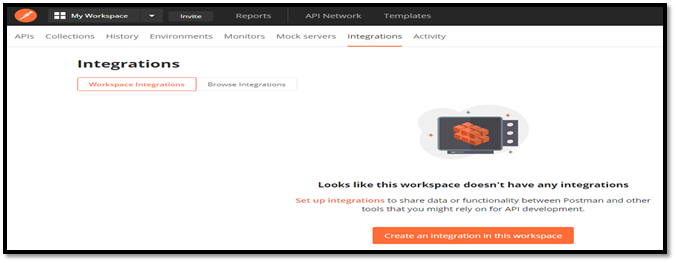 My Workspace Invite Reports API Network Templates
APIs Collections History Environments Monitors Mock servers Integrations Activity
Integrations
Workspace Integrations Browse Integrations
Looks like this workspace doesn't have any integrations
Set up integrations to share data or functionality between Postman and other
tools that you might rely on for API development.
Create an integration in this workspace